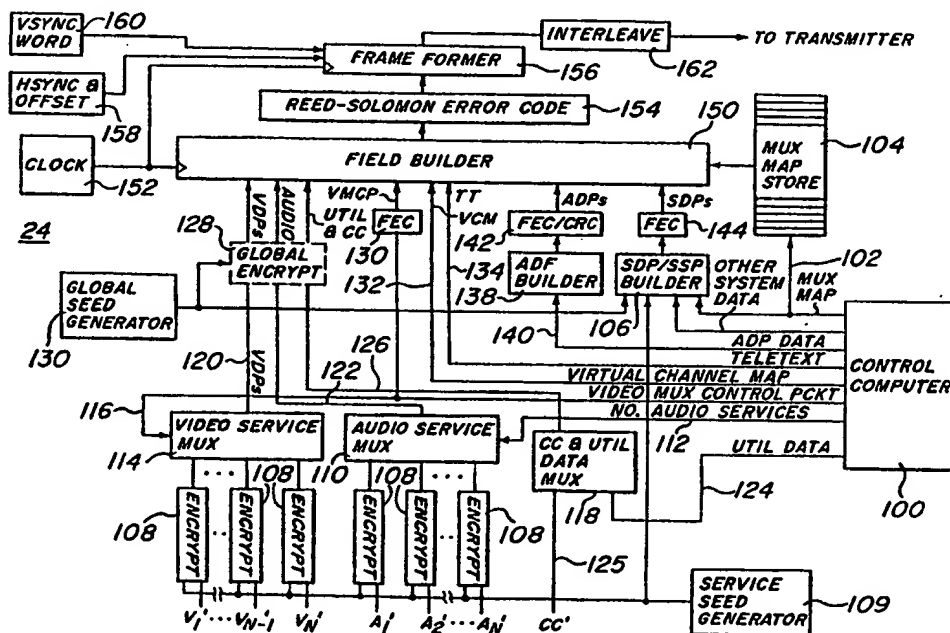 VSYNC
WORD
160
HSYNC &
OFFSET
158
CLOCK
152
24
FRAME FORMER
156
INTERLEAVE
162
TO TRANSMITTER
REED-SOLOMON ERROR CODE
154
150
FIELD BUILDER
104
MUX
MAP
STORE
VDPs
AUDIO
UTIL
& CC
VMCP
FEC
130
TT
VCM
ADPs
FEC/CRC
142
SDPs
FEC
144
128
GLOBAL
ENCRYPT
132
134
ADF
BUILDER
138
SDP/SSP
BUILDER
106
OTHER
SYSTEM
DATA
102
MUX
MAP
GLOBAL
SEED
GENERATOR
130
140
ADP DATA
TELETEXT
VIRTUAL CHANNEL MAP
VIDEO MUX CONTROL PCKT
NO. AUDIO SERVICES
112
UTIL DATA
124
CONTROL
COMPUTER
100
120
VDPs
122
126
116
VIDEO SERVICE
MUX
114
AUDIO SERVICE
MUX
110
CC & UTIL
DATA
MUX
118
108
ENCRYPT
108
ENCRYPT
108
ENCRYPT
108
ENCRYPT
108
ENCRYPT
ENCRYPT
108
125
SERVICE
SEED
GENERATOR
109
V1' ··· VN-1' VN' A1' A2' ··· AN' CC'